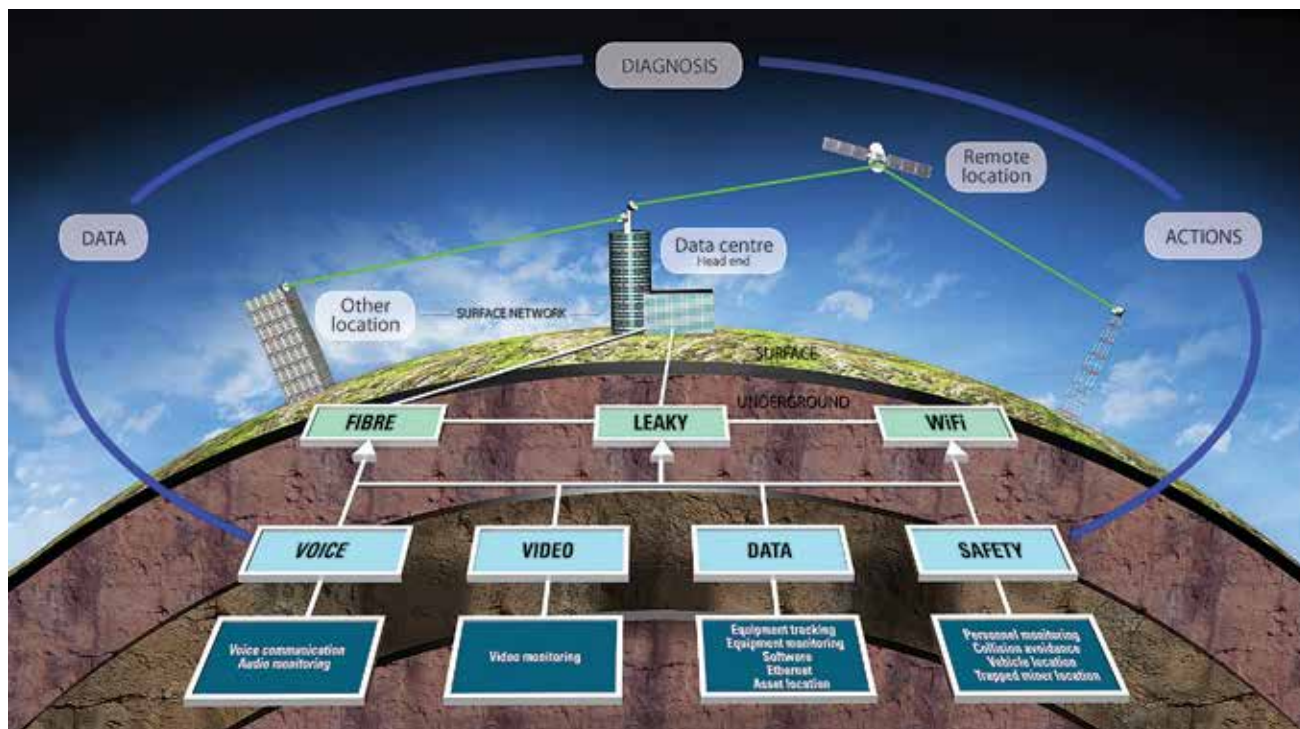 DIAGNOSIS
Remote
location
DATA
ACTIONS
Data centre
Head end
Other
location
SURFACE NETWORK
SURFACE
UNDERGROUND
FIBRE
LEAKY
WiFi
VOICE
VIDEO
DATA
SAFETY
Voice communication
Audio monitoring
Video monitoring
Equipment tracking
Equipment monitoring
Software
Ethernet
Asset location
Personnel monitoring
Collision avoidance
Vehicle location
Trapped miner location